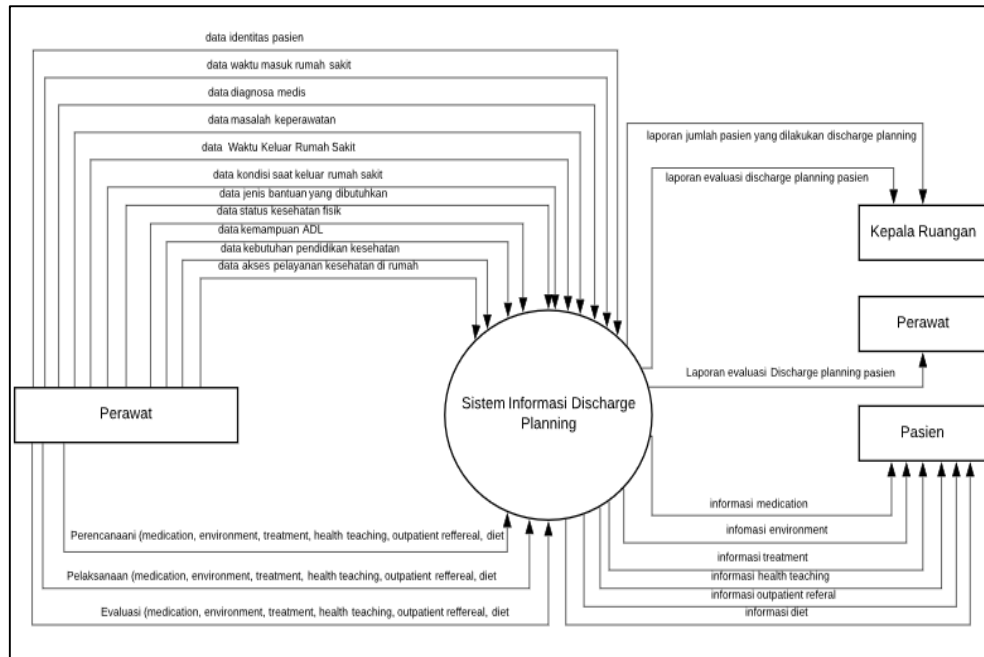 data identitas pasien
data waktu masuk rumah sakit
data diagnosa medis
data masalah keperawatan
data Waktu Keluar Rumah Sakit
data kondisi saat keluar rumah sakit
data jenis bantuan yang dibutuhkan
data status kesehatan fisik
data kemampuan ADL
data kebutuhan pendidikan kesehatan
data akses pelayanan kesehatan di rumah
laporan jumlah pasien yang dilakukan discharge planning
laporan evaluasi discharge planning pasien
Kepala Ruangan
Perawat
Laporan evaluasi Discharge planning pasien
Perawat
Sistem Informasi Discharge
Planning
Pasien
informasi medication
infomasi environment
informasi treatment
informasi health teaching
informasi outpatient referal
informasi diet
Perencanaani (medication, environment, treatment, health teaching, outpatient reffereal, diet
Pelaksanaan (medication, environment, treatment, health teaching, outpatient reffereal, diet
Evaluasi (medication, environment, treatment, health teaching, outpatient reffereal, diet